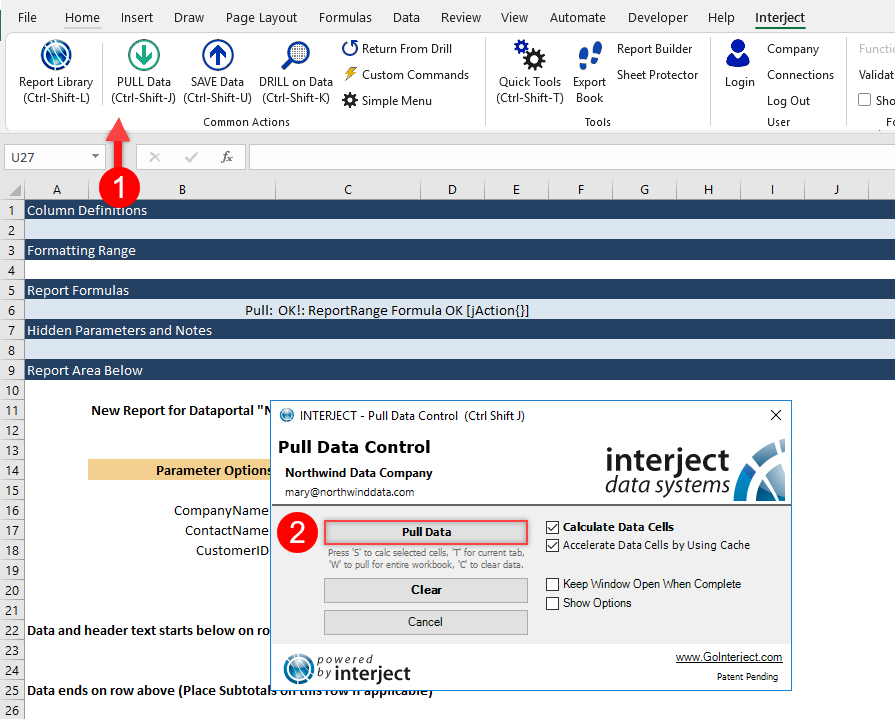 File Home Insert Draw Page Layout Formulas Data Review View Automate Developer Help Interject
Report Library
(Ctrl-Shift-L)
PULL Data
(Ctrl-Shift-J)
SAVE Data
(Ctrl-Shift-U)
DRILL on Data
(Ctrl-Shift-K)
Return From Drill
Custom Commands
Simple Menu
Common Actions
Quick Tools
(Ctrl-Shift-T)
Export
Book
Report Builder
Sheet Protector
Tools
Login
Company
Connections
Log Out
User
1
U27
fx
A B C D E F G H I J
1 Column Definitions
2
3 Formatting Range
4
5 Report Formulas
6 Pull: OK!: ReportRange Formula OK [jAction{}]
7 Hidden Parameters and Notes
8
9 Report Area Below
10
11 New Report for Dataportal
12
13
14 Parameter Options
15
16 CompanyName
17 ContactName
18 CustomerID
19
20
21
22 Data and header text starts below on
23
24
25 Data ends on row above (Place Subtotals on this row if applicable)
26
INTERJECT - Pull Data Control (Ctrl Shift J)
Pull Data Control
Northwind Data Company
mary@northwinddata.com
interject
data systems
2
Pull Data
Press 'S' to calc selected cells, 'T' for current tab,
'W' to pull for entire workbook, 'C' to clear data.
Clear
Cancel
Calculate Data Cells
Accelerate Data Cells by Using Cache
Keep Window Open When Complete
Show Options
powered
by interject
www.GoInterject.com
Patent Pending